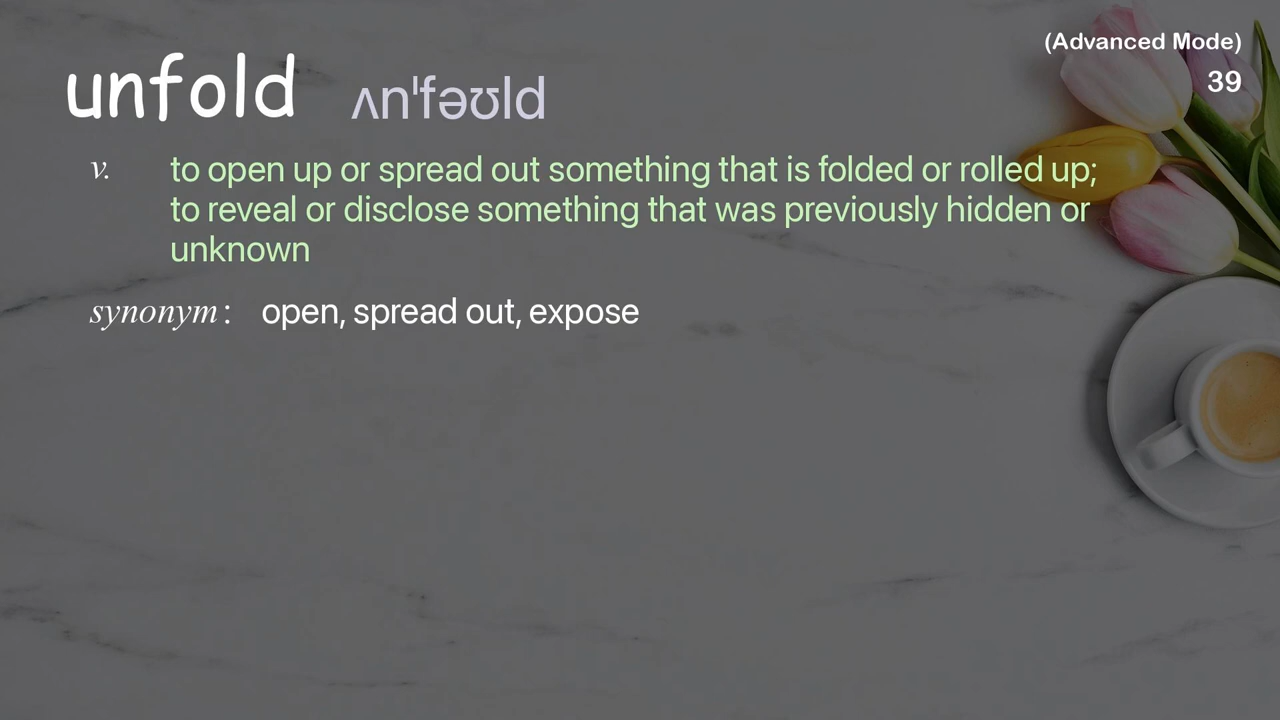 (Advanced Mode)
39
unfold ʌnˈfəʊld
v. to open up or spread out something that is folded or rolled up;
to reveal or disclose something that was previously hidden or
unknown
synonym: open, spread out, expose